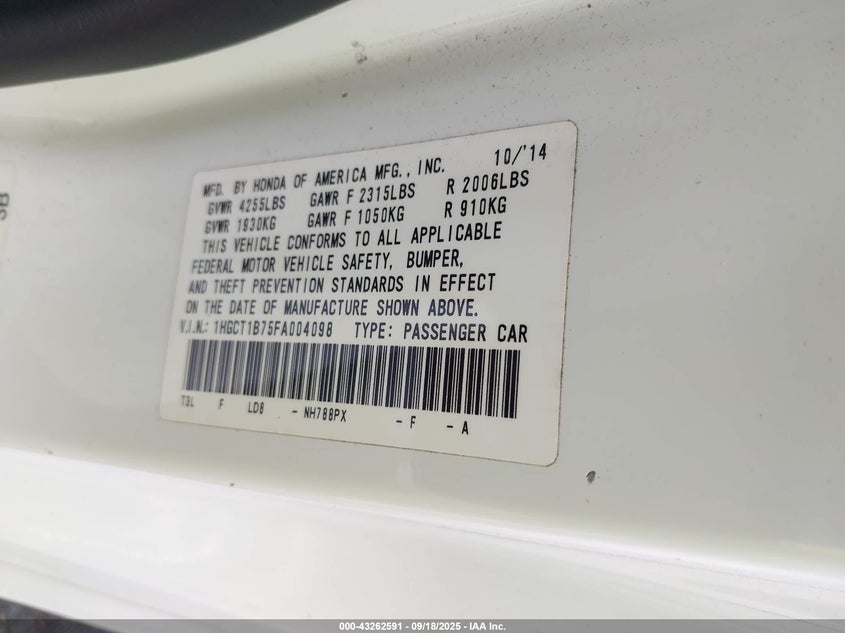 MFD. BY HONDA OF AMERICA MFG., INC. 10/'14
GVWR 4255LBS GAWR F 2315LBS R 2006LBS
GVWR 1930KG GAWR F 1050KG R 910KG
THIS VEHICLE CONFORMS TO ALL APPLICABLE
FEDERAL MOTOR VEHICLE SAFETY, BUMPER,
AND THEFT PREVENTION STANDARDS IN EFFECT
ON THE DATE OF MANUFACTURE SHOWN ABOVE.
V.I.N.: 1HGCT1B75FA004098 TYPE: PASSENGER CAR
T3L F LD8 - NH788PX - F - A
000-43262591 - 09/18/2025 - IAA Inc.